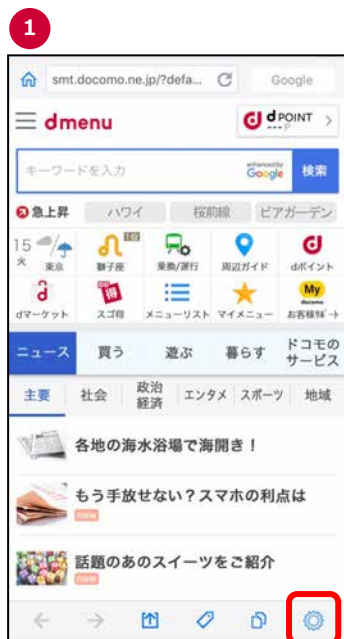 1
smt.docomo.ne.jp/?defa... Google
dmenu d POINT
キーワードを入力 enhanced by Google 検索
急上昇 ハワイ 桜前線 ビアガーデン
15
火 東京 獅子座 乗換/運行 周辺ガイド dポイント
dマーケット スゴ得 メニューリスト マイメニュー My docomo お客様ｻﾎﾟｰﾄ
ニュース 買う 遊ぶ 暮らす ドコモの
サービス
主要 社会 政治
経済 エンタメ スポーツ 地域
各地の海水浴場で海開き！
もう手放せない？スマホの利点は
new
話題のあのスイーツをご紹介
new